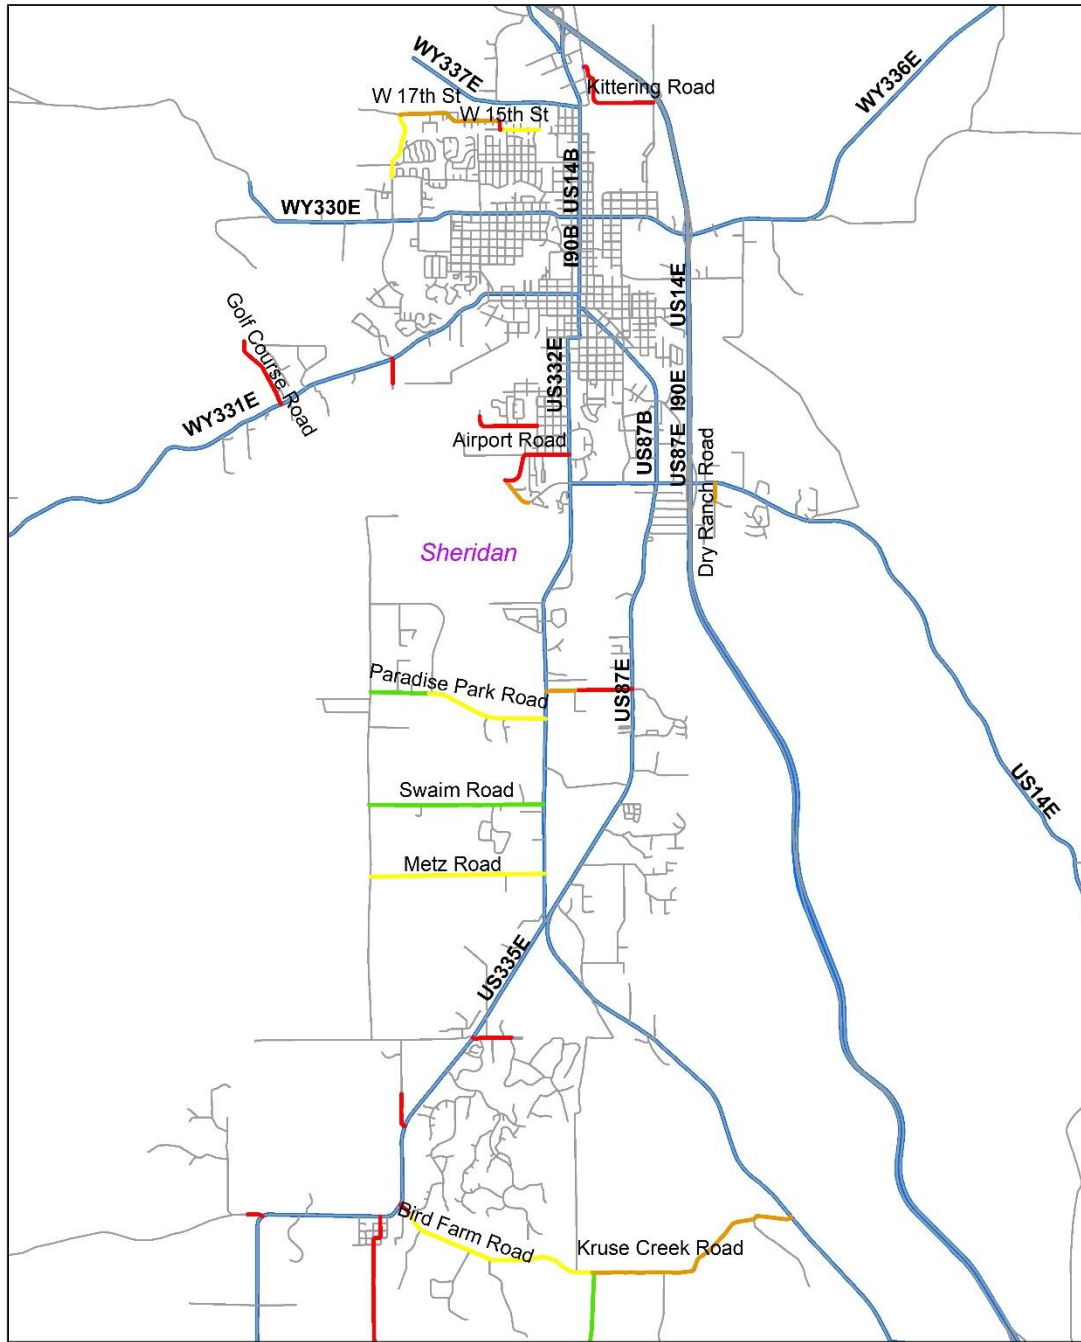 WY337E
Kittering Road
WY336E
W 17th St
W 15th St
US14B
WY330E
I90B
US14E
Golf Course Road
US332E
I90E
WY331E
Airport Road
US87B
US87E
Dry Ranch Road
Sheridan
Paradise Park Road
US87E
US14E
Swaim Road
Metz Road
US335E
Bird Farm Road
Kruse Creek Road